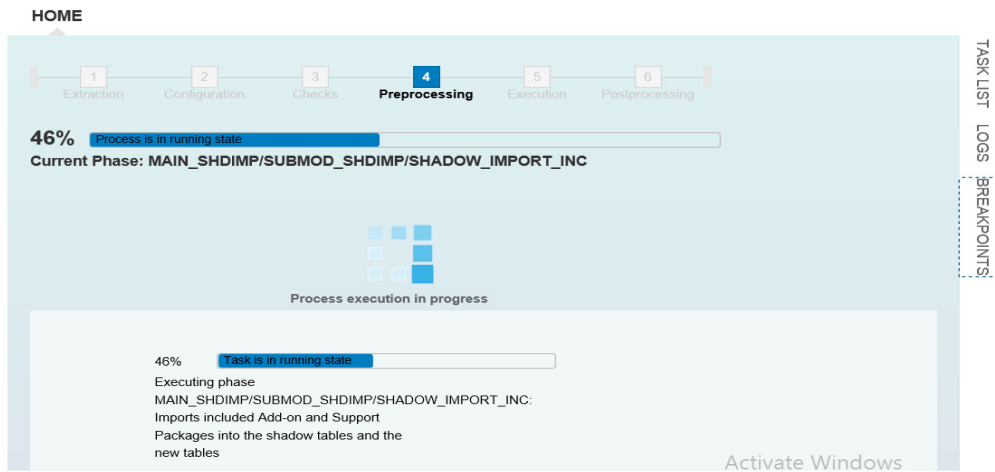 HOME
1 2 3 4 5 6
Extraction Configuration Checks Preprocessing Execution Postprocessing
46% Process is in running state
Current Phase: MAIN_SHDIMP/SUBMOD_SHDIMP/SHADOW_IMPORT_INC
Process execution in progress
46% Task is in running state
Executing phase
MAIN_SHDIMP/SUBMOD_SHDIMP/SHADOW_IMPORT_INC:
Imports included Add-on and Support
Packages into the shadow tables and the
new tables
Activate Windows
TASK LIST
LOGS
BREAKPOINTS